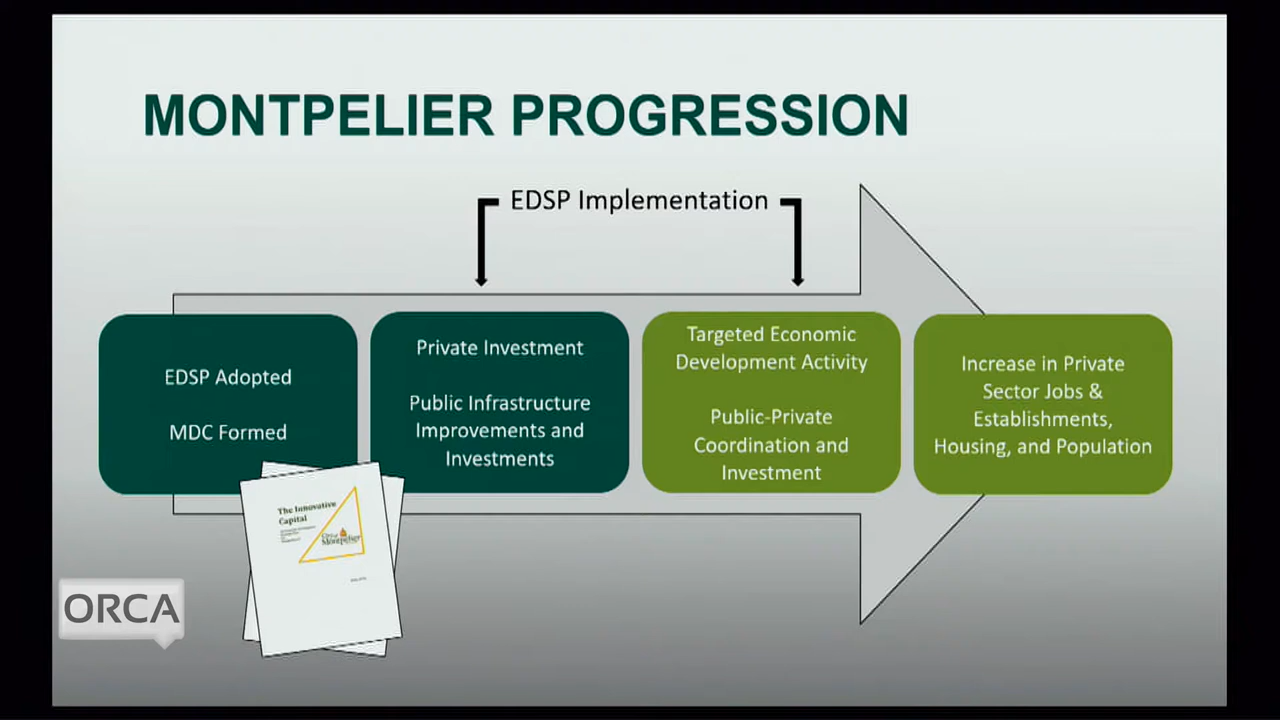 MONTPELIER PROGRESSION
EDSP Implementation
EDSP Adopted
MDC Formed
Private Investment
Public Infrastructure
Improvements and
Investments
Targeted Economic
Development Activity
Public-Private
Coordination and
Investment
Increase in Private
Sector Jobs &
Establishments,
Housing, and Population
The Innovative
Capital
Montpelier
ORCA